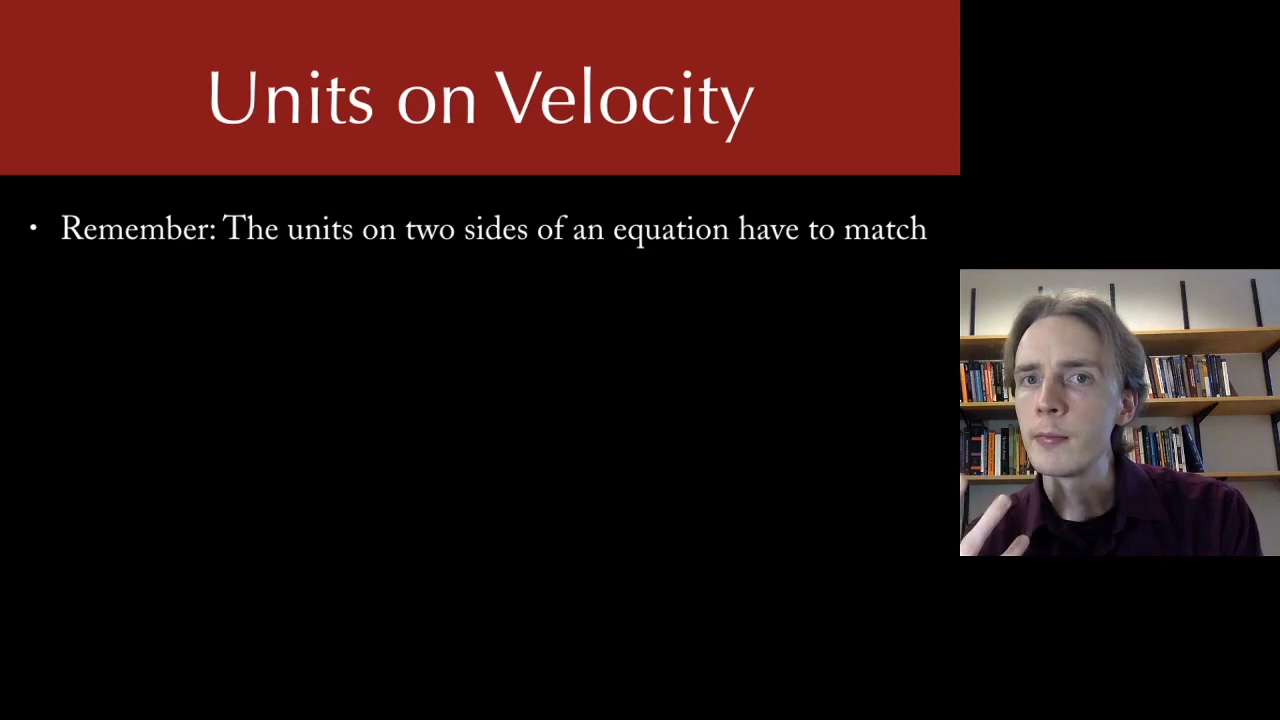 Units on Velocity
• Remember: The units on two sides of an equation have to match